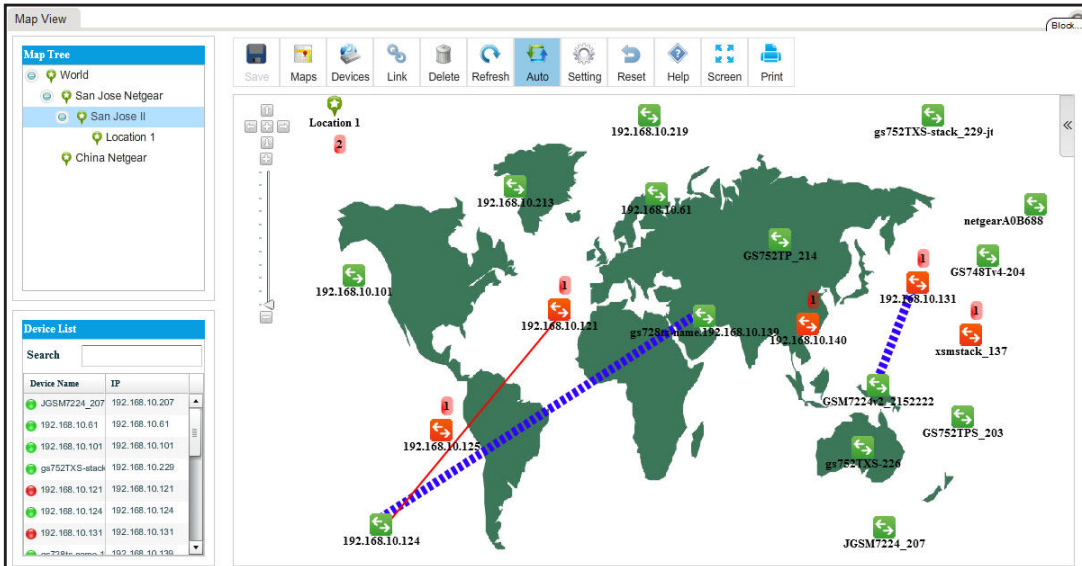 Map View
Block...
Map Tree
World
San Jose Netgear
San Jose II
Location 1
China Netgear
Save Maps Devices Link Delete Refresh Auto Setting Reset Help Screen Print
Location 1
2
192.168.10.219
gs752TXS-stack_229-jt
192.168.10.213
192.168.10.61
netgearA0B688
GS752TP_214
1
GS748Tv4-204
192.168.10.101
1
192.168.10.131
1
192.168.10.121
gs728ts-name.192.168.10.139
1
192.168.10.140
1
xsmstack_137
GSM7224v2_2152222
1
192.168.10.125
GS752TPS_203
gs752TXS-226
192.168.10.124
JGSM7224_207
Device List
Search
Device Name IP
JGSM7224_207 192.168.10.207
192.168.10.61 192.168.10.61
192.168.10.101 192.168.10.101
gs752TXS-stack 192.168.10.229
192.168.10.121 192.168.10.121
192.168.10.124 192.168.10.124
192.168.10.131 192.168.10.131
gs728ts-name.1 192.168.10.139